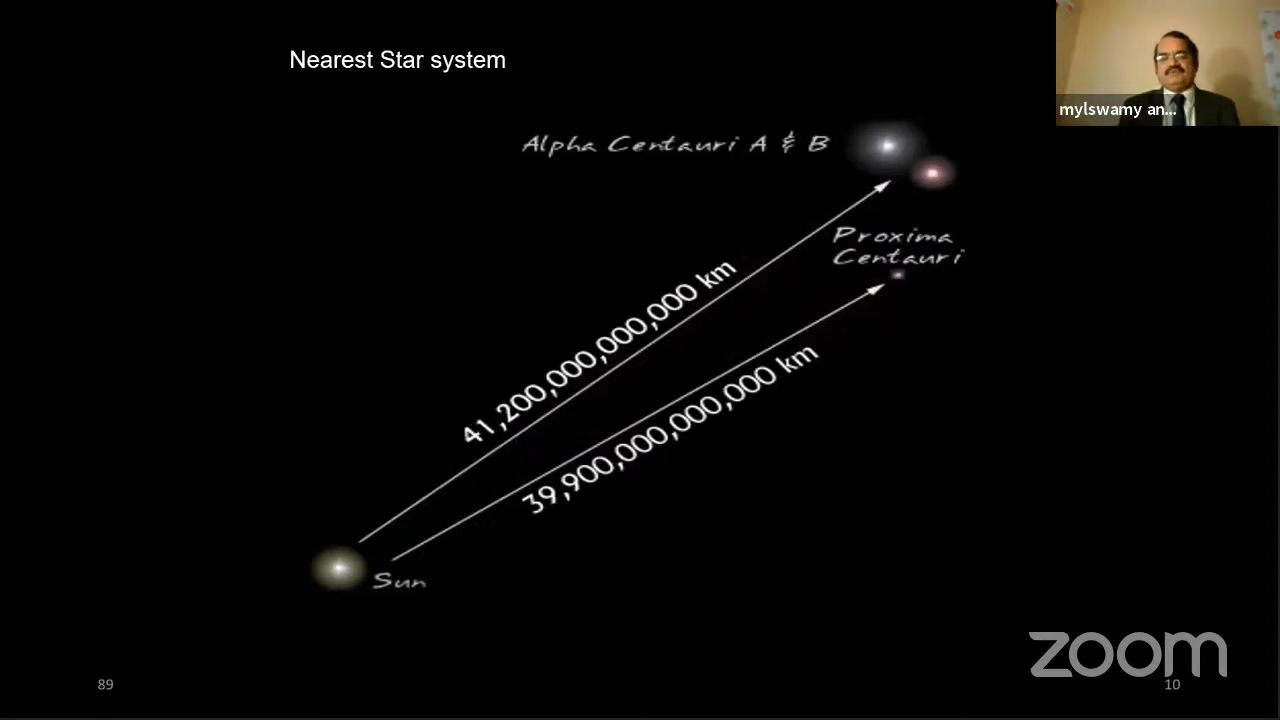 Nearest Star system
mylswamy an...
Alpha Centauri A & B
Proxima
Centauri
41,200,000,000,000 km
39,900,000,000,000 km
Sun
zoom
89
10